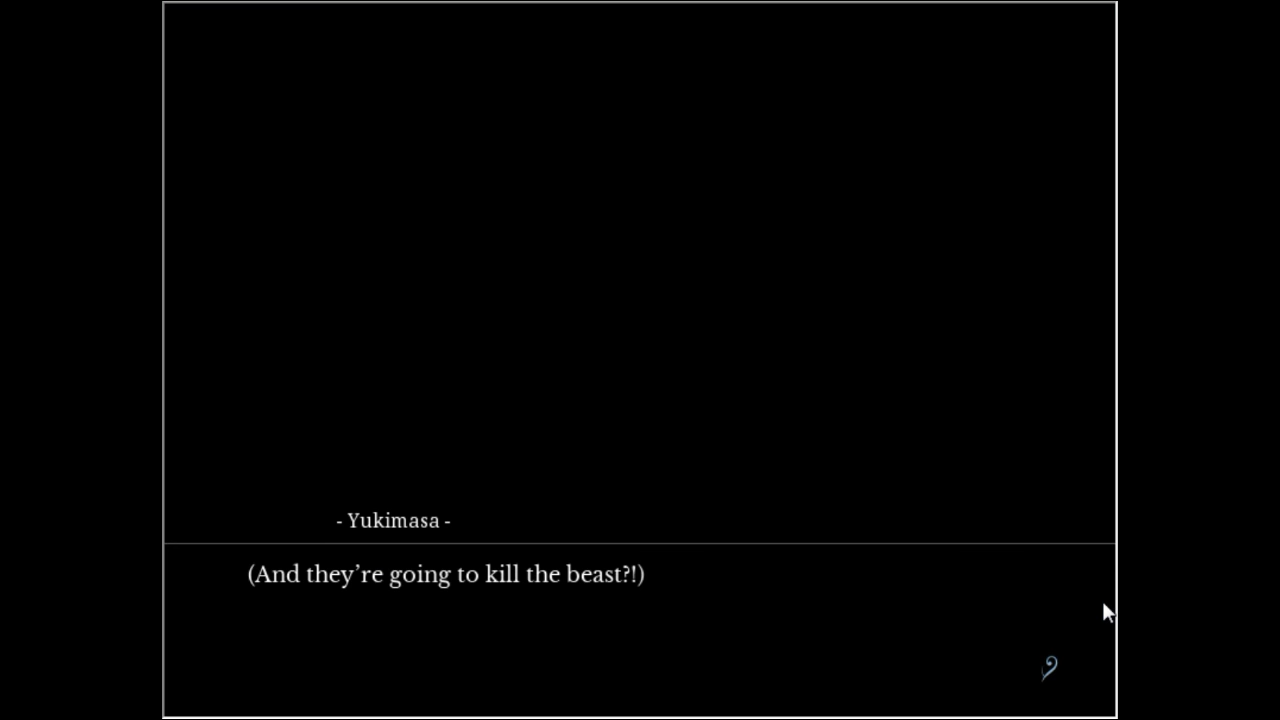 - Yukimasa -
(And they’re going to kill the beast?!)